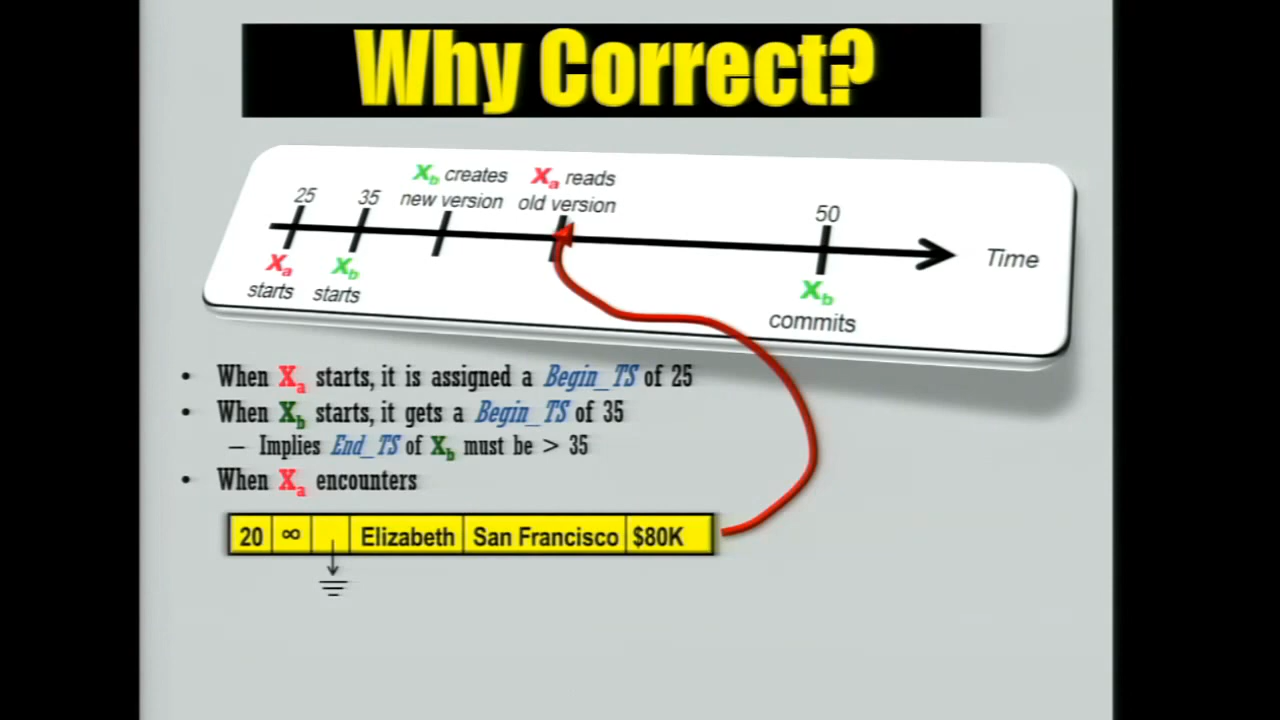 Why Correct?
Xb creates
new version
Xa reads
old version
25
35
50
Time
Xa
starts
Xb
starts
Xb
commits
• When Xa starts, it is assigned a Begin_TS of 25
• When Xb starts, it gets a Begin_TS of 35
– Implies End_TS of Xb must be > 35
• When Xa encounters
20 ∞ Elizabeth San Francisco $80K